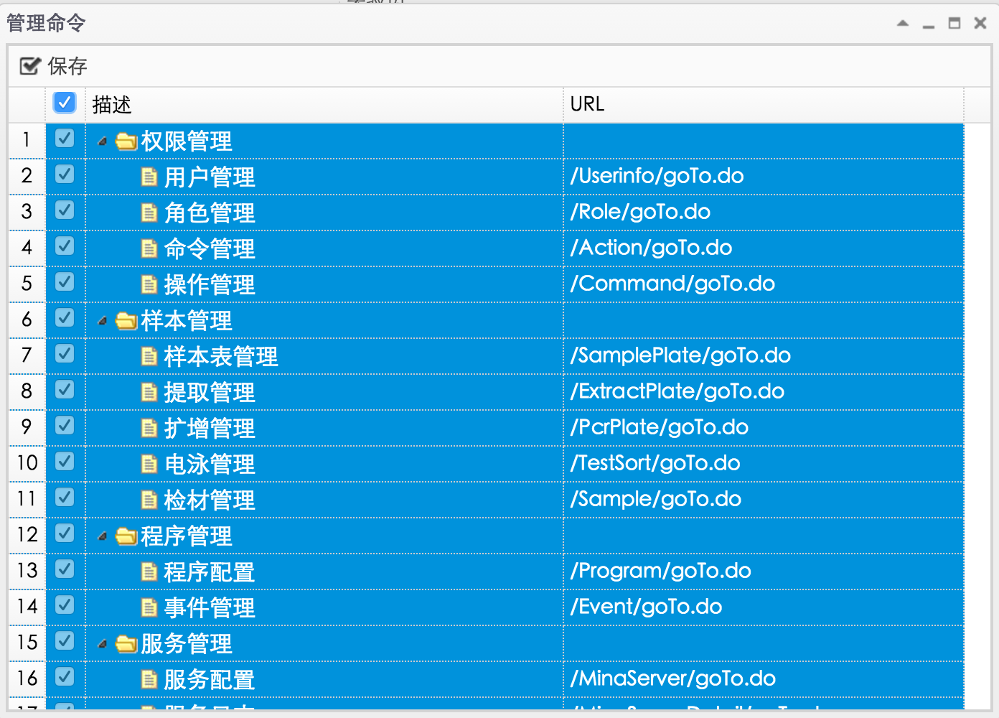 管理命令
保存
描述 URL
1 权限管理
2 用户管理 /Userinfo/goTo.do
3 角色管理 /Role/goTo.do
4 命令管理 /Action/goTo.do
5 操作管理 /Command/goTo.do
6 样本管理
7 样本表管理 /SamplePlate/goTo.do
8 提取管理 /ExtractPlate/goTo.do
9 扩增管理 /PcrPlate/goTo.do
10 电泳管理 /TestSort/goTo.do
11 检材管理 /Sample/goTo.do
12 程序管理
13 程序配置 /Program/goTo.do
14 事件管理 /Event/goTo.do
15 服务管理
16 服务配置 /MinaServer/goTo.do